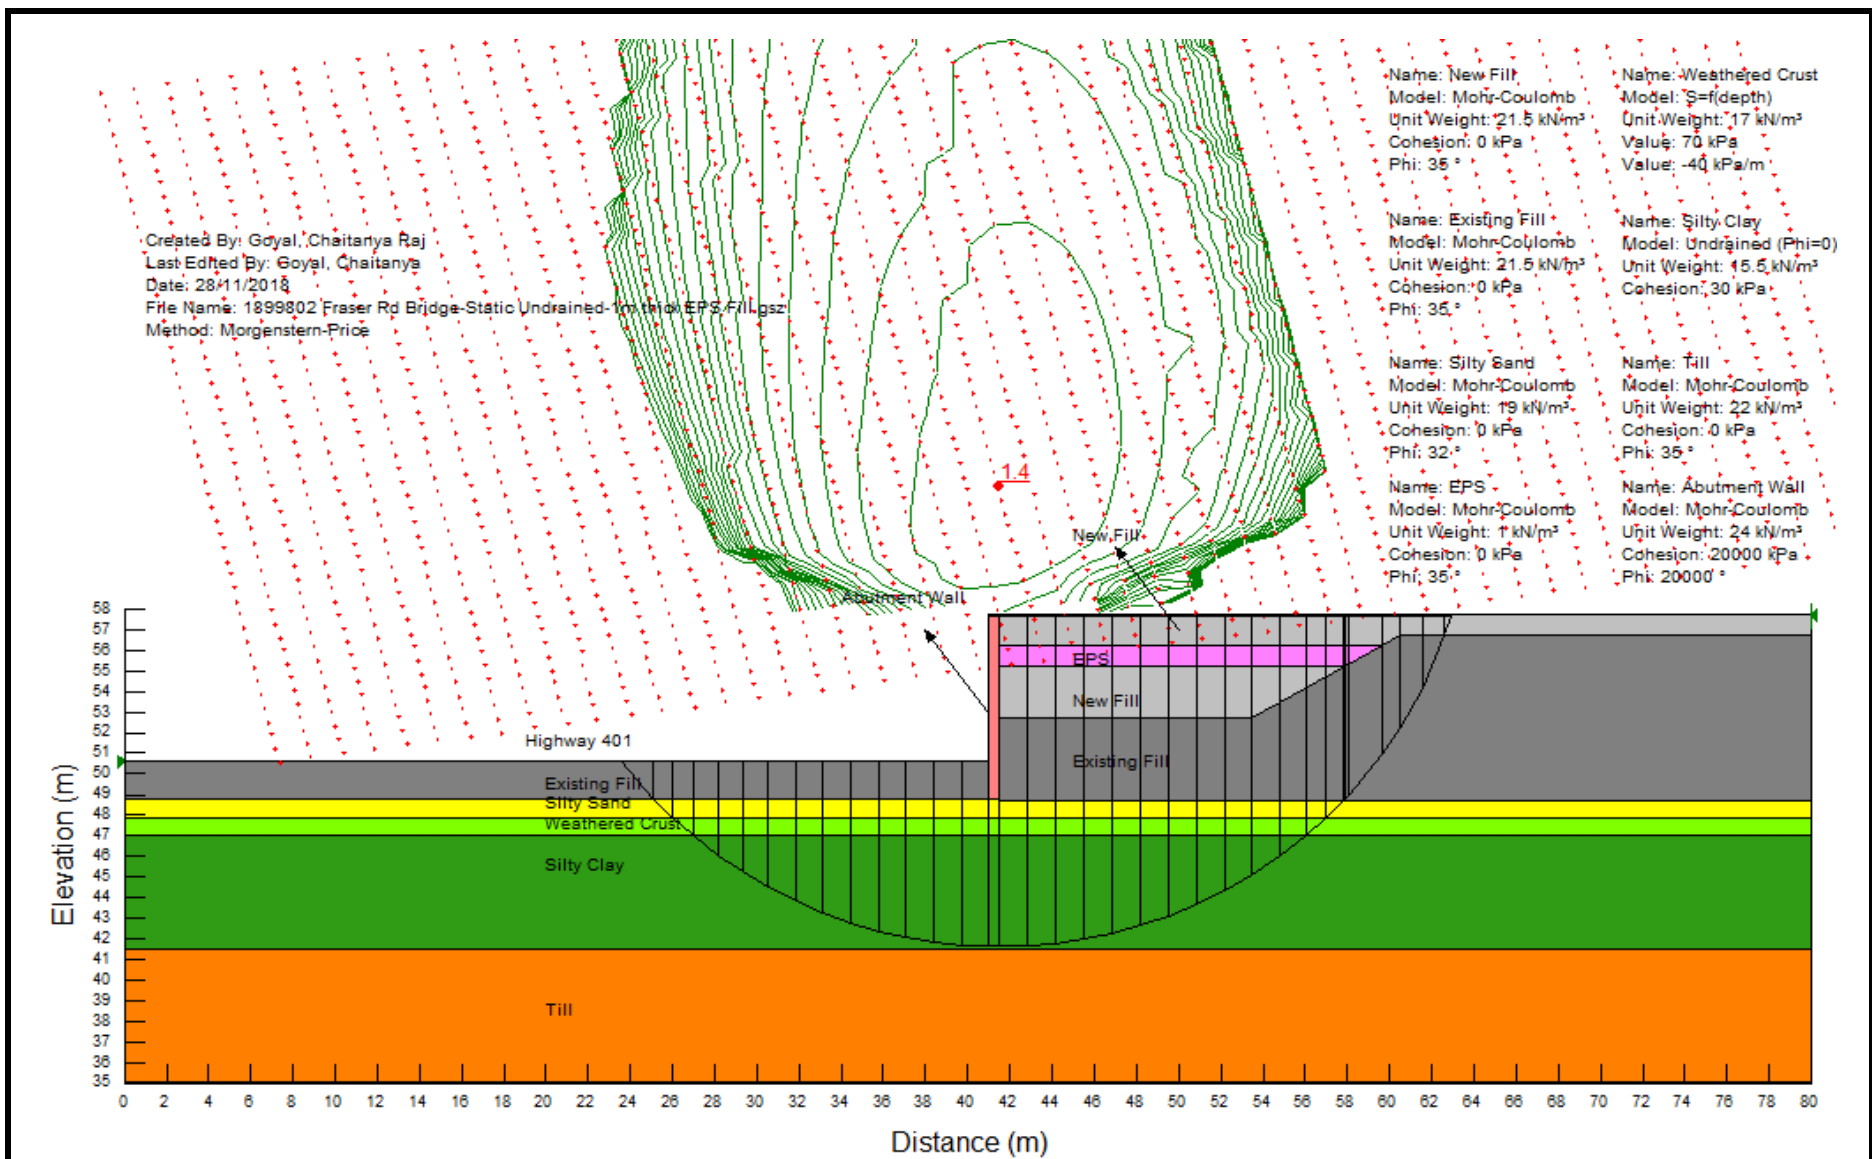 Name: New Fill
Model: Mohr-Coulomb
Unit Weight: 21.5 kN/m³
Cohesion: 0 kPa
Phi: 35 °
Name: Weathered Crust
Model: S=f(depth)
Unit Weight: 17 kN/m³
Value: 70 kPa
Value: -40 kPa/m
Name: Existing Fill
Model: Mohr-Coulomb
Unit Weight: 21.5 kN/m³
Cohesion: 0 kPa
Phi: 35 °
Name: Silty Clay
Model: Undrained (Phi=0)
Unit Weight: 15.5 kN/m³
Cohesion: 30 kPa
Created By: Goyal, Chaitanya Raj
Last Edited By: Goyal, Chaitanya
Date: 28/11/2018
File Name: 1899802 Fraser Rd Bridge-Static Undrained-1m thick EPS Fill.gsz
Method: Morgenstern-Price
Name: Silty Sand
Model: Mohr-Coulomb
Unit Weight: 19 kN/m³
Cohesion: 0 kPa
Phi: 32 °
Name: Till
Model: Mohr-Coulomb
Unit Weight: 22 kN/m³
Cohesion: 0 kPa
Phi: 35 °
Name: EPS
Model: Mohr-Coulomb
Unit Weight: 1 kN/m³
Cohesion: 0 kPa
Phi: 35 °
Name: Abutment Wall
Model: Mohr-Coulomb
Unit Weight: 24 kN/m³
Cohesion: 20000 kPa
Phi: 20000 °
1.4
New Fill
Abutment Wall
EPS
New Fill
Highway 401
Existing Fill
Existing Fill
Silty Sand
Weathered Crust
Silty Clay
Till
Elevation (m)
58
57
56
55
54
53
52
51
50
49
48
47
46
45
44
43
42
41
40
39
38
37
36
35
0 2 4 6 8 10 12 14 16 18 20 22 24 26 28 30 32 34 36 38 40 42 44 46 48 50 52 54 56 58 60 62 64 66 68 70 72 74 76 78 80
Distance (m)